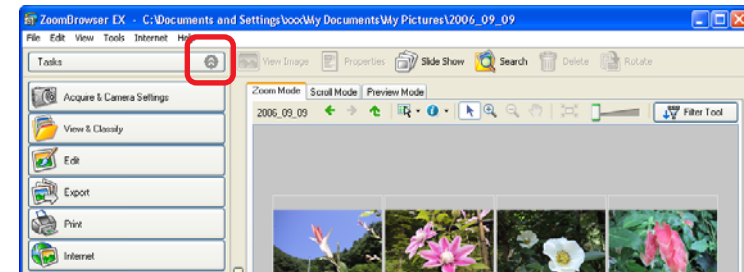 ZoomBrowser EX - C:\Documents and Settings\xxx\My Documents\My Pictures\2006_09_09
File Edit View Tools Internet Help
Tasks
View Image Properties Slide Show Search Delete Rotate
Zoom Mode Scroll Mode Preview Mode
2006_09_09
Filter Tool
Acquire & Camera Settings
View & Classify
Edit
Export
Print
Internet